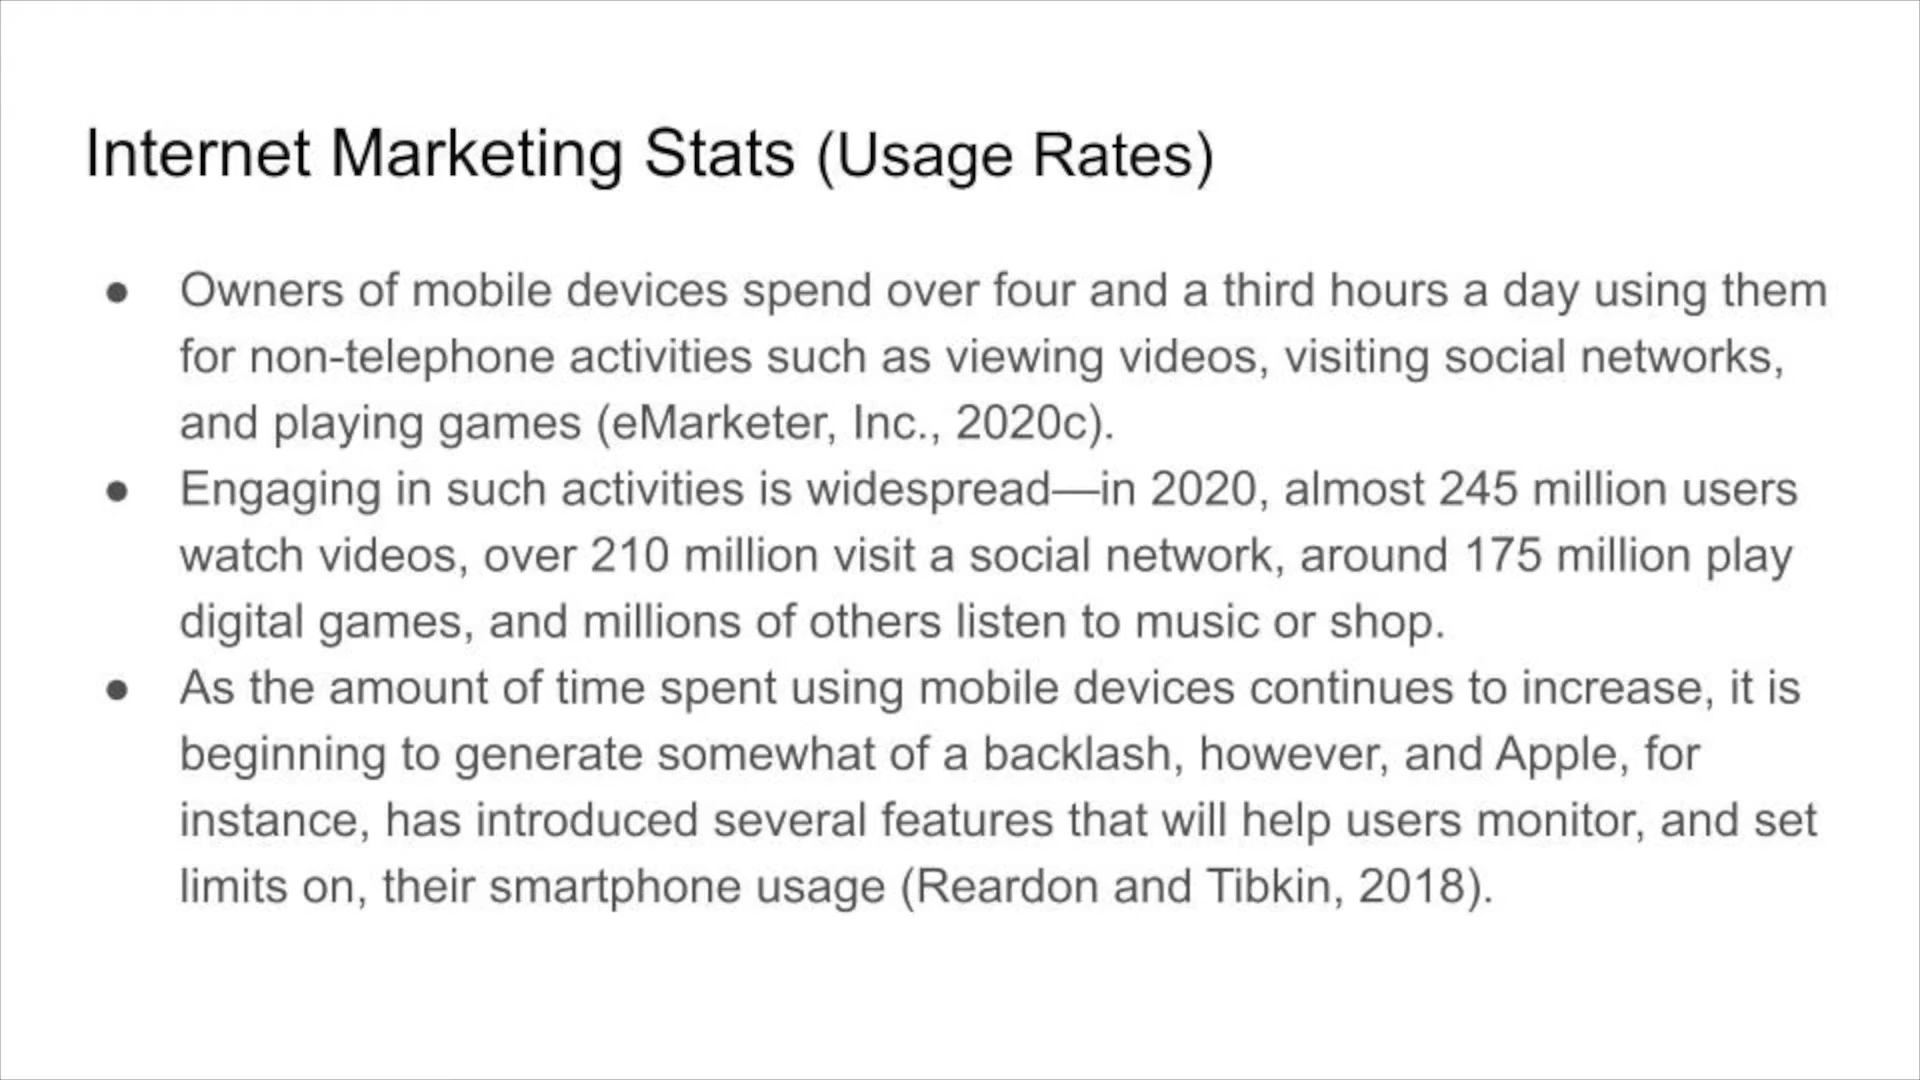 Internet Marketing Stats (Usage Rates)
● Owners of mobile devices spend over four and a third hours a day using them
for non-telephone activities such as viewing videos, visiting social networks,
and playing games (eMarketer, Inc., 2020c).
● Engaging in such activities is widespread—in 2020, almost 245 million users
watch videos, over 210 million visit a social network, around 175 million play
digital games, and millions of others listen to music or shop.
● As the amount of time spent using mobile devices continues to increase, it is
beginning to generate somewhat of a backlash, however, and Apple, for
instance, has introduced several features that will help users monitor, and set
limits on, their smartphone usage (Reardon and Tibkin, 2018).